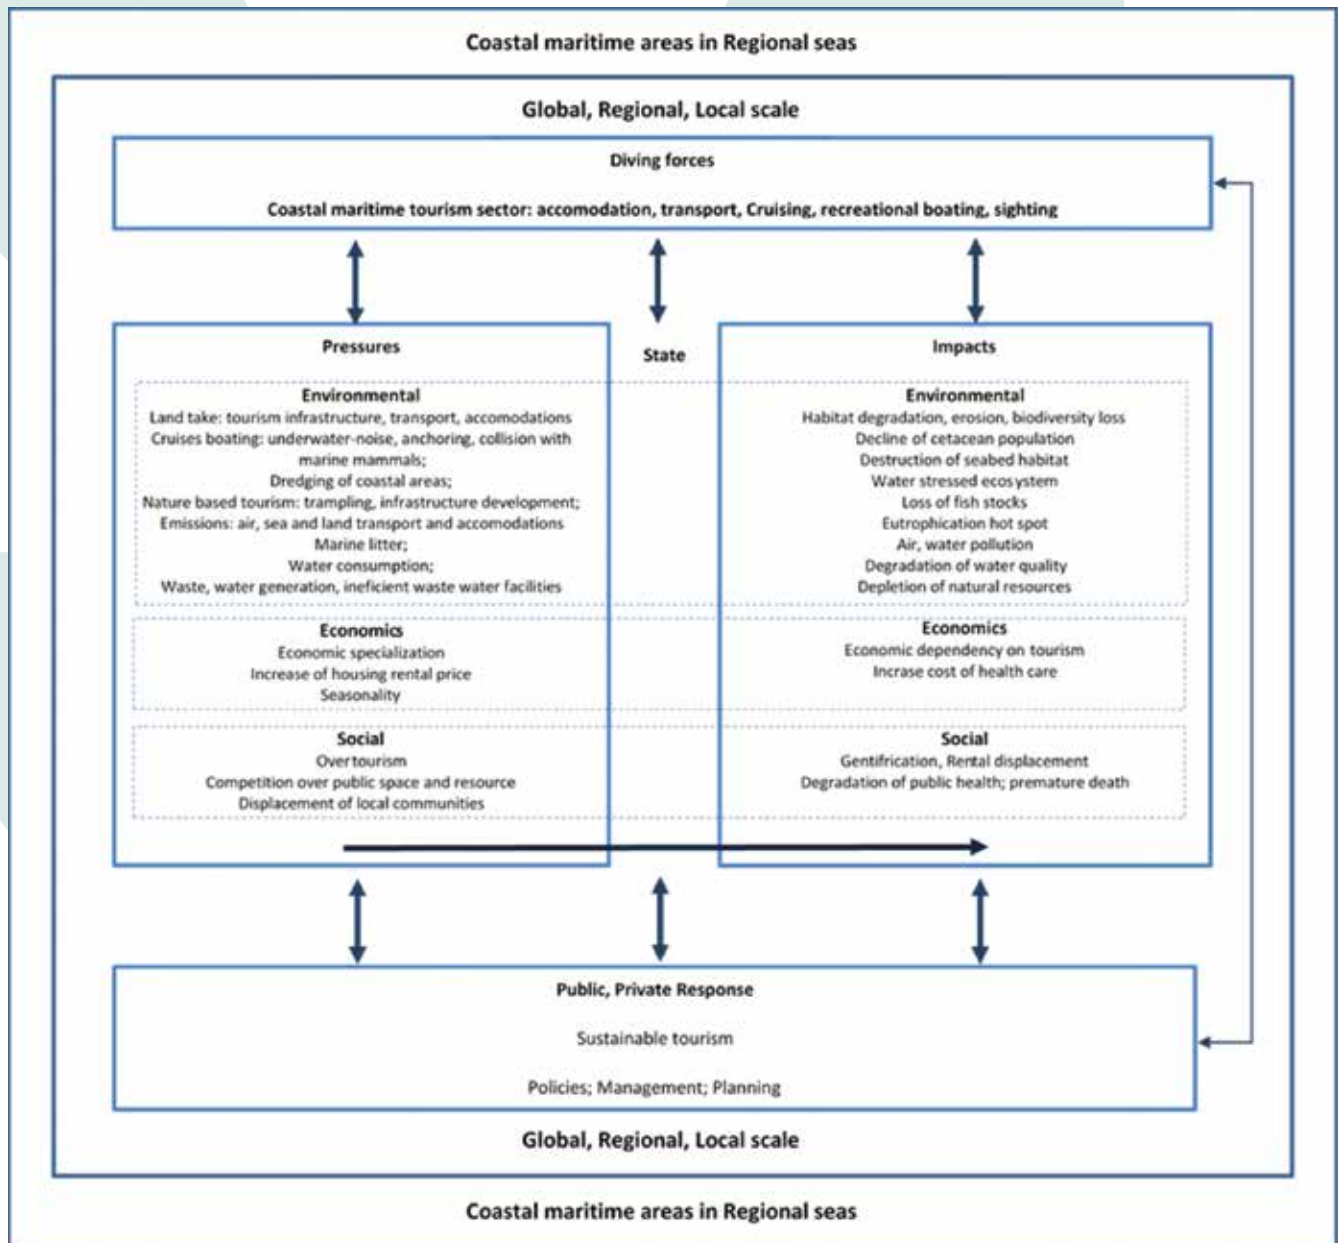 Coastal maritime areas in Regional seas
Global, Regional, Local scale
Diving forces
Coastal maritime tourism sector: accomodation, transport, Cruising, recreational boating, sighting
Pressures
Environmental
Land take: tourism infrastructure, transport, accomodations
Cruises boating: underwater-noise, anchoring, collision with
marine mammals;
Dredging of coastal areas;
Nature based tourism: trampling, infrastructure development;
Emissions: air, sea and land transport and accomodations
Marine litter;
Water consumption;
Waste, water generation, ineficient waste water facilities
Economics
Economic specialization
Increase of housing rental price
Seasonality
Social
Overtourism
Competition over public space and resource
Displacement of local communities
State
Impacts
Environmental
Habitat degradation, erosion, biodiversity loss
Decline of cetacean population
Destruction of seabed habitat
Water stressed ecosystem
Loss of fish stocks
Eutrophication hot spot
Air, water pollution
Degradation of water quality
Depletion of natural resources
Economics
Economic dependency on tourism
Incrase cost of health care
Social
Gentifrication, Rental displacement
Degradation of public health; premature death
Public, Private Response
Sustainable tourism
Policies; Management; Planning
Global, Regional, Local scale
Coastal maritime areas in Regional seas